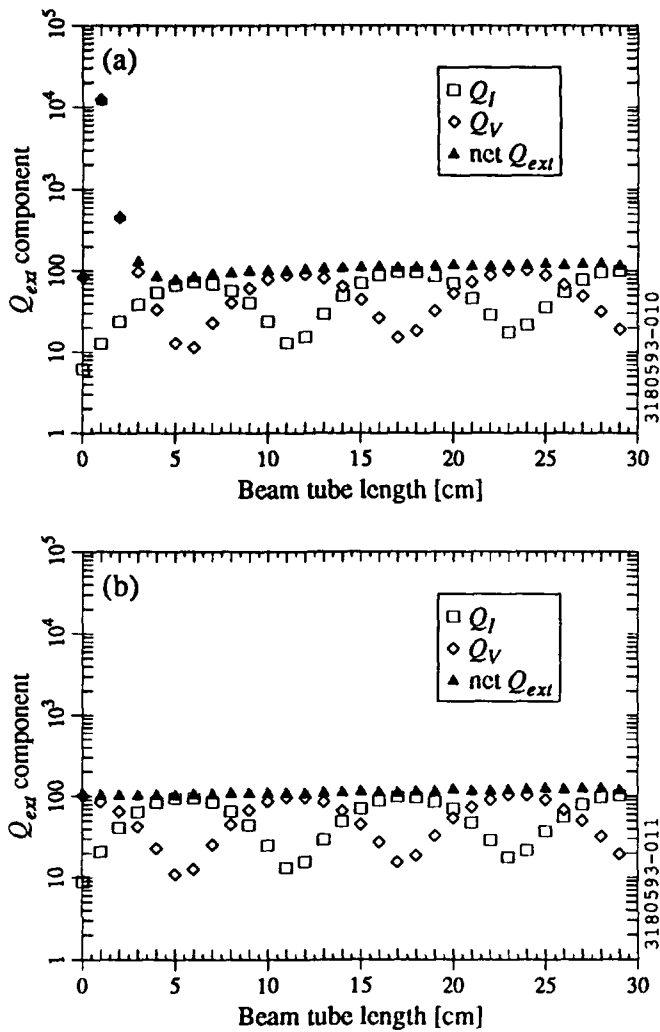 (a)
Q_I
Q_V
net Q_ext
10^5
10^4
10^3
100
10
1
Q_ext component
0 5 10 15 20 25 30
Beam tube length [cm]
3180593-010
(b)
Q_I
Q_V
net Q_ext
10^5
10^4
10^3
100
10
1
Q_ext component
0 5 10 15 20 25 30
Beam tube length [cm]
3180593-011